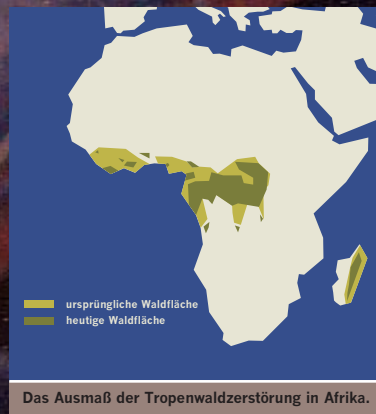 ursprüngliche Waldfläche
heutige Waldfläche
Das Ausmaß der Tropenwaldzerstörung in Afrika.